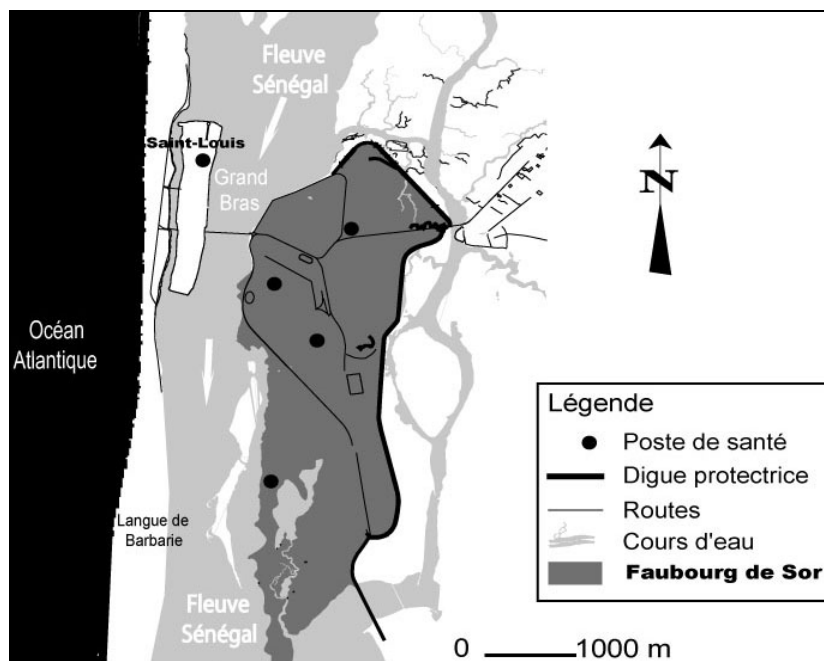 Fleuve
Sénégal
Saint-Louis
Grand
Bras
N
Océan
Atlantique
Langue de
Barbarie
Fleuve
Sénégal
Légende
Poste de santé
Digue protectrice
Routes
Cours d'eau
Faubourg de Sor
0 1000 m